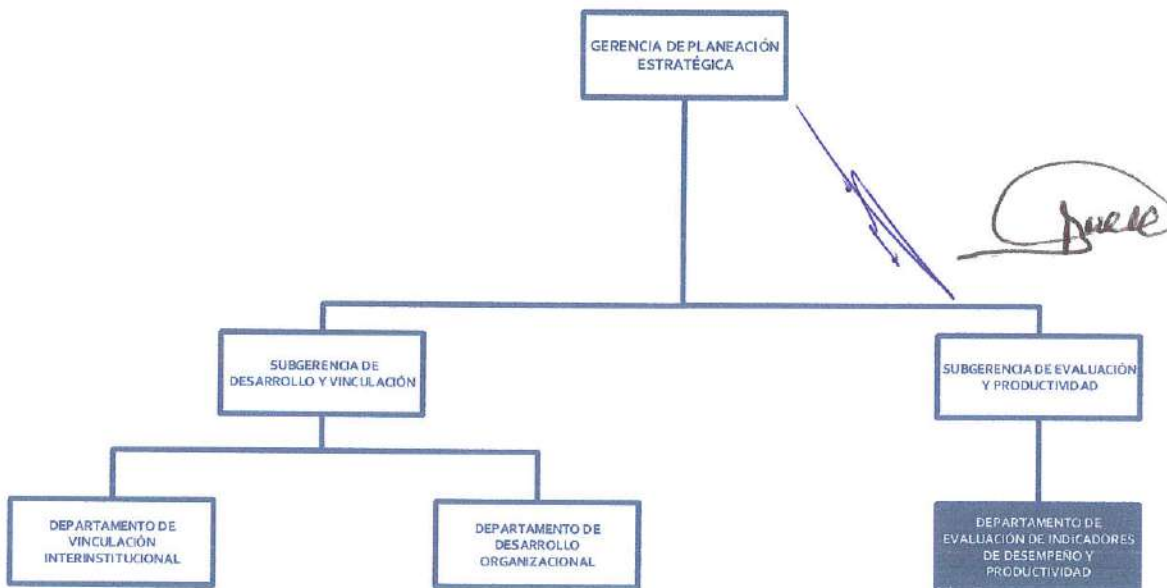 GERENCIA DE PLANEACIÓN
ESTRATÉGICA
SUBGERENCIA DE
DESARROLLO Y VINCULACIÓN
SUBGERENCIA DE EVALUACIÓN
Y PRODUCTIVIDAD
DEPARTAMENTO DE
VINCULACIÓN
INTERINSTITUCIONAL
DEPARTAMENTO DE
DESARROLLO
ORGANIZACIONAL
DEPARTAMENTO DE
EVALUACIÓN DE INDICADORES
DE DESEMPEÑO Y
PRODUCTIVIDAD